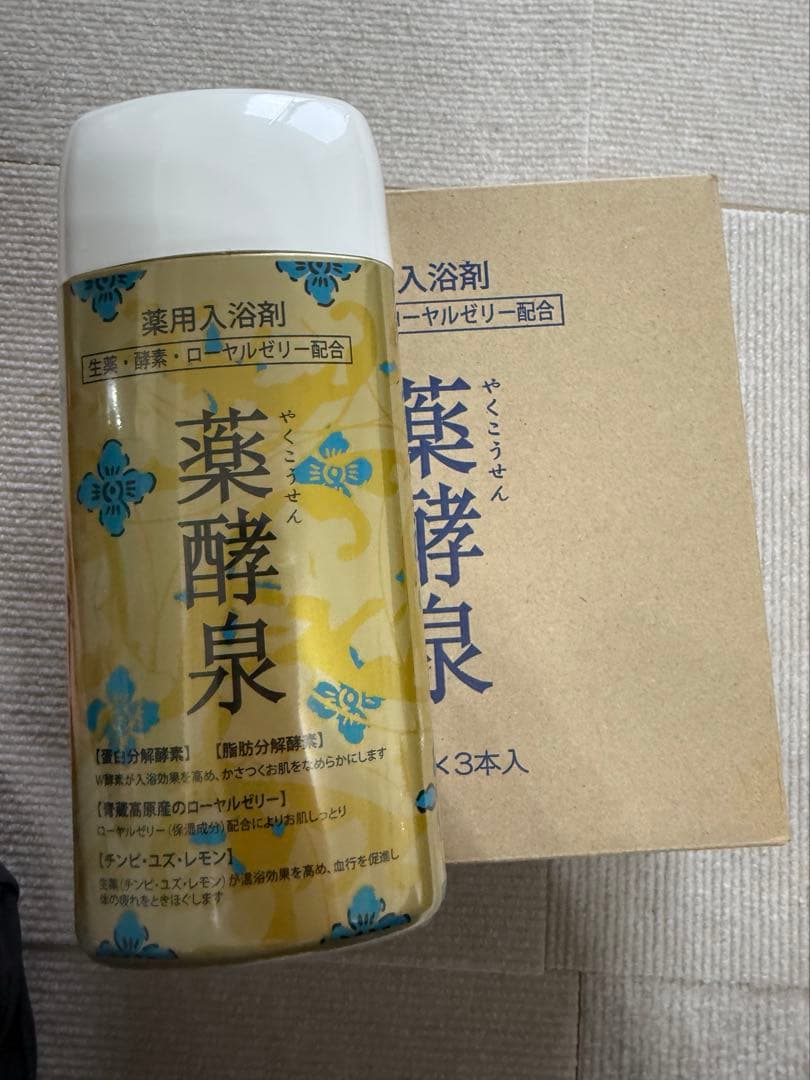 薬用入浴剤
生薬・酵素・ローヤルゼリー配合
薬酵泉
やくこうせん
【蛋白分解酵素】 【脂肪分解酵素】
W酵素が入浴効果を高め、かさつくお肌をなめらかにします
【青蔵高原産のローヤルゼリー】
ローヤルゼリー(保湿成分)配合によりお肌しっとり
【チンピ・ユズ・レモン】
生薬(チンピ・ユズ・レモン)が温浴効果を高め、血行を促進し
体の疲れをときほぐします
入浴剤
ローヤルゼリー配合
薬酵泉
やくこうせん
×3本入